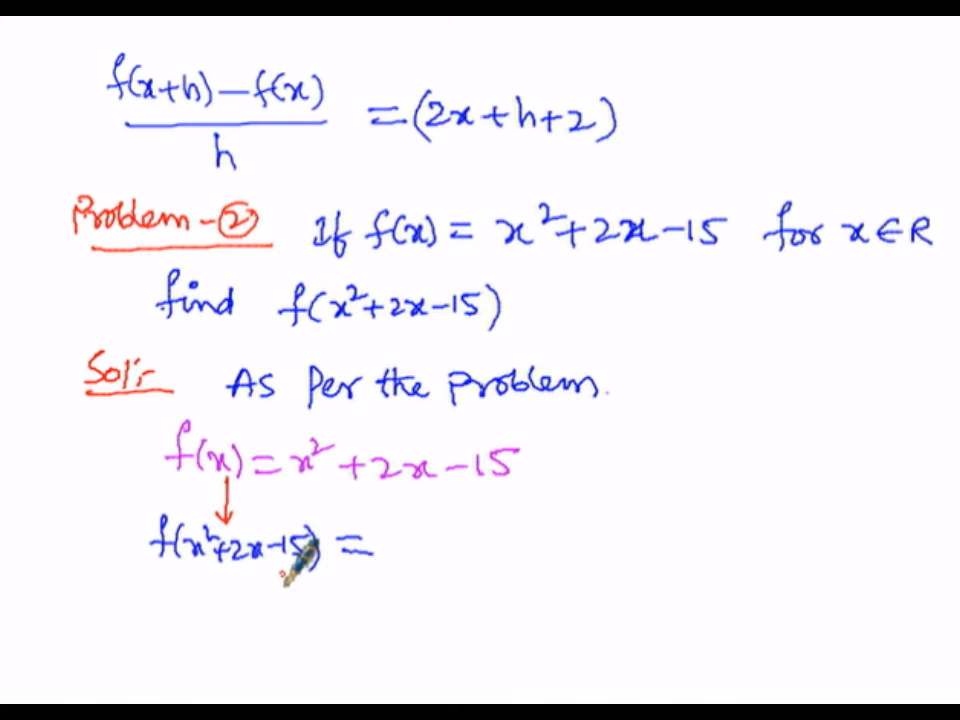 f(x+h)-f(x)
h
=(2x+h+2)
Problem-② If f(x) = x²+2x-15 for x∈R
find f(x²+2x-15)
Sol:- As Per the Problem.
f(x) = x²+2x-15
f(x²+2x-15) =